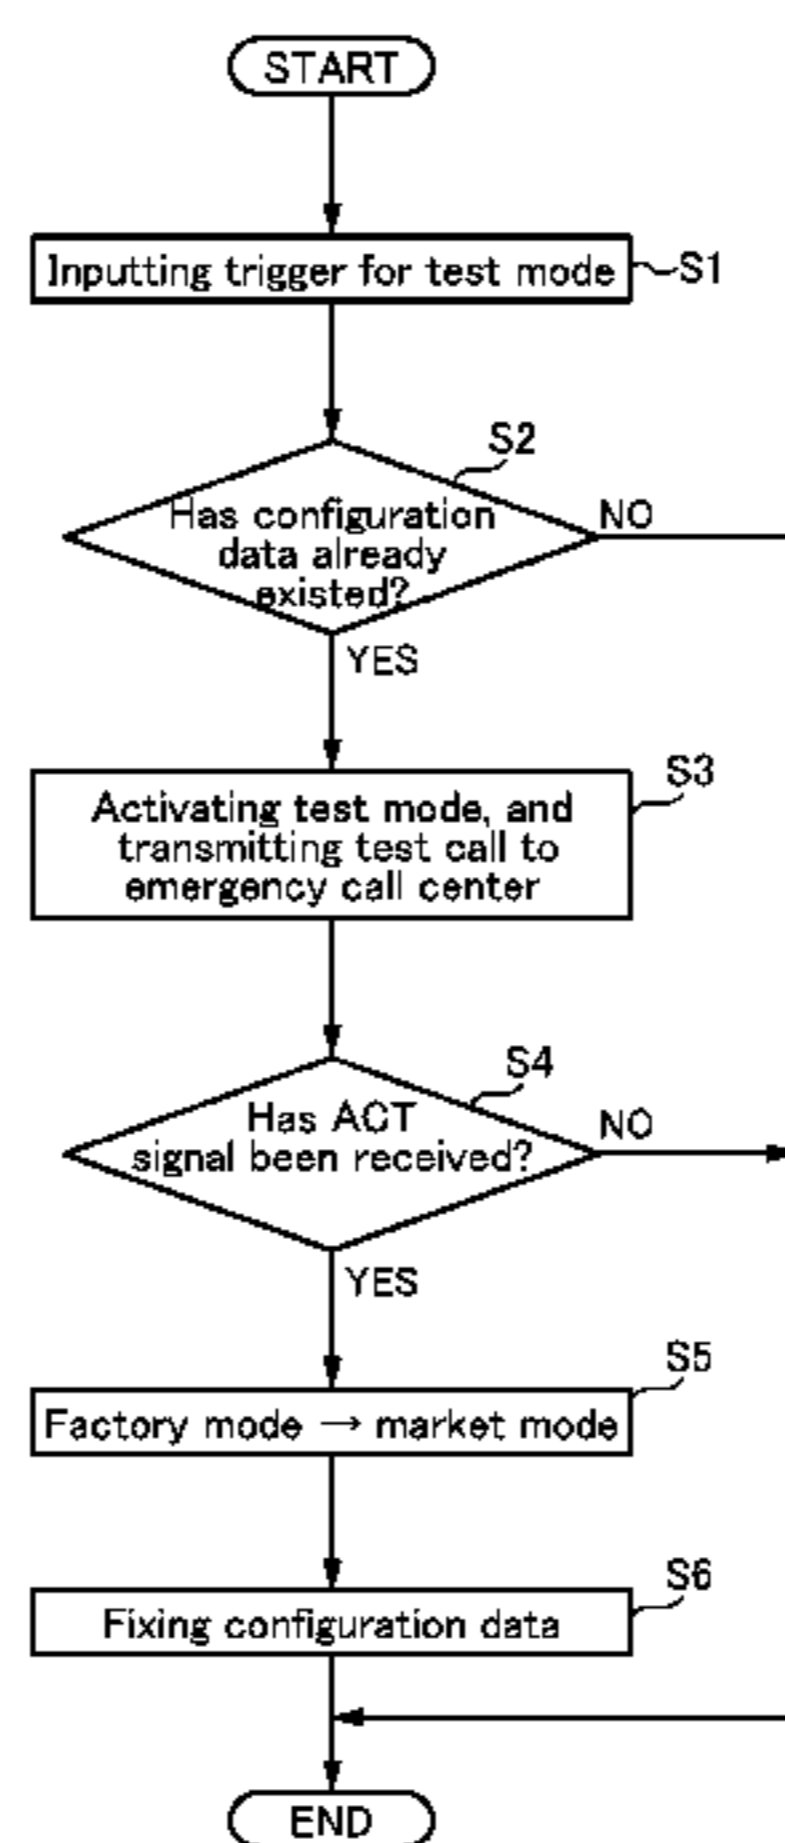 START
Inputting trigger for test mode
S1
S2
Has configuration
data already
existed?
NO
YES
S3
Activating test mode, and
transmitting test call to
emergency call center
S4
Has ACT
signal been received?
NO
YES
S5
Factory mode → market mode
S6
Fixing configuration data
END